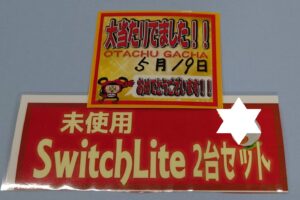 大当たりでました!!
OTACHU GACHA
5月19日
おめでとうございます!!
未使用
SwitchLite 2台セット